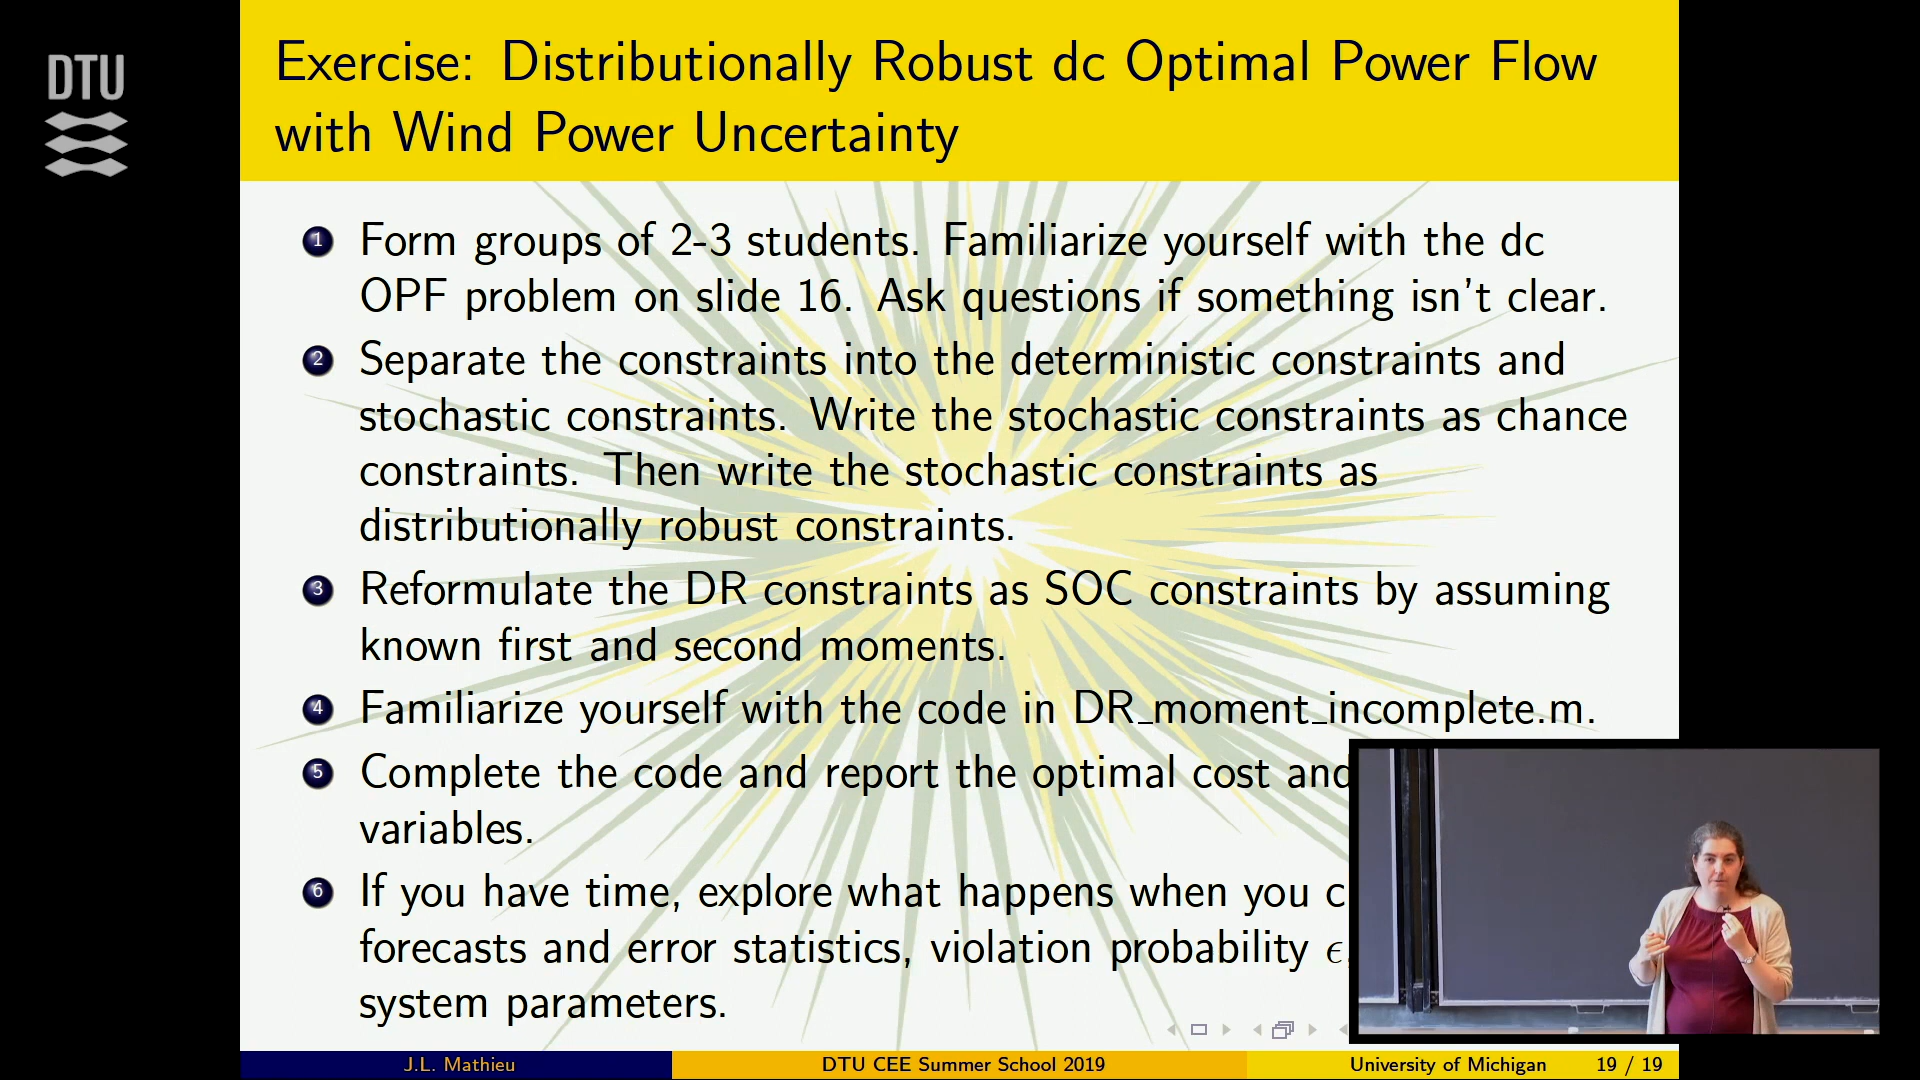 DTU
Exercise: Distributionally Robust dc Optimal Power Flow
with Wind Power Uncertainty
1 Form groups of 2-3 students. Familiarize yourself with the dc
OPF problem on slide 16. Ask questions if something isn't clear.
2 Separate the constraints into the deterministic constraints and
stochastic constraints. Write the stochastic constraints as chance
constraints. Then write the stochastic constraints as
distributionally robust constraints.
3 Reformulate the DR constraints as SOC constraints by assuming
known first and second moments.
4 Familiarize yourself with the code in DR_moment_incomplete.m.
5 Complete the code and report the optimal cost and
variables.
6 If you have time, explore what happens when you c
forecasts and error statistics, violation probability ϵ,
system parameters.
J.L. Mathieu
DTU CEE Summer School 2019
University of Michigan
19 / 19